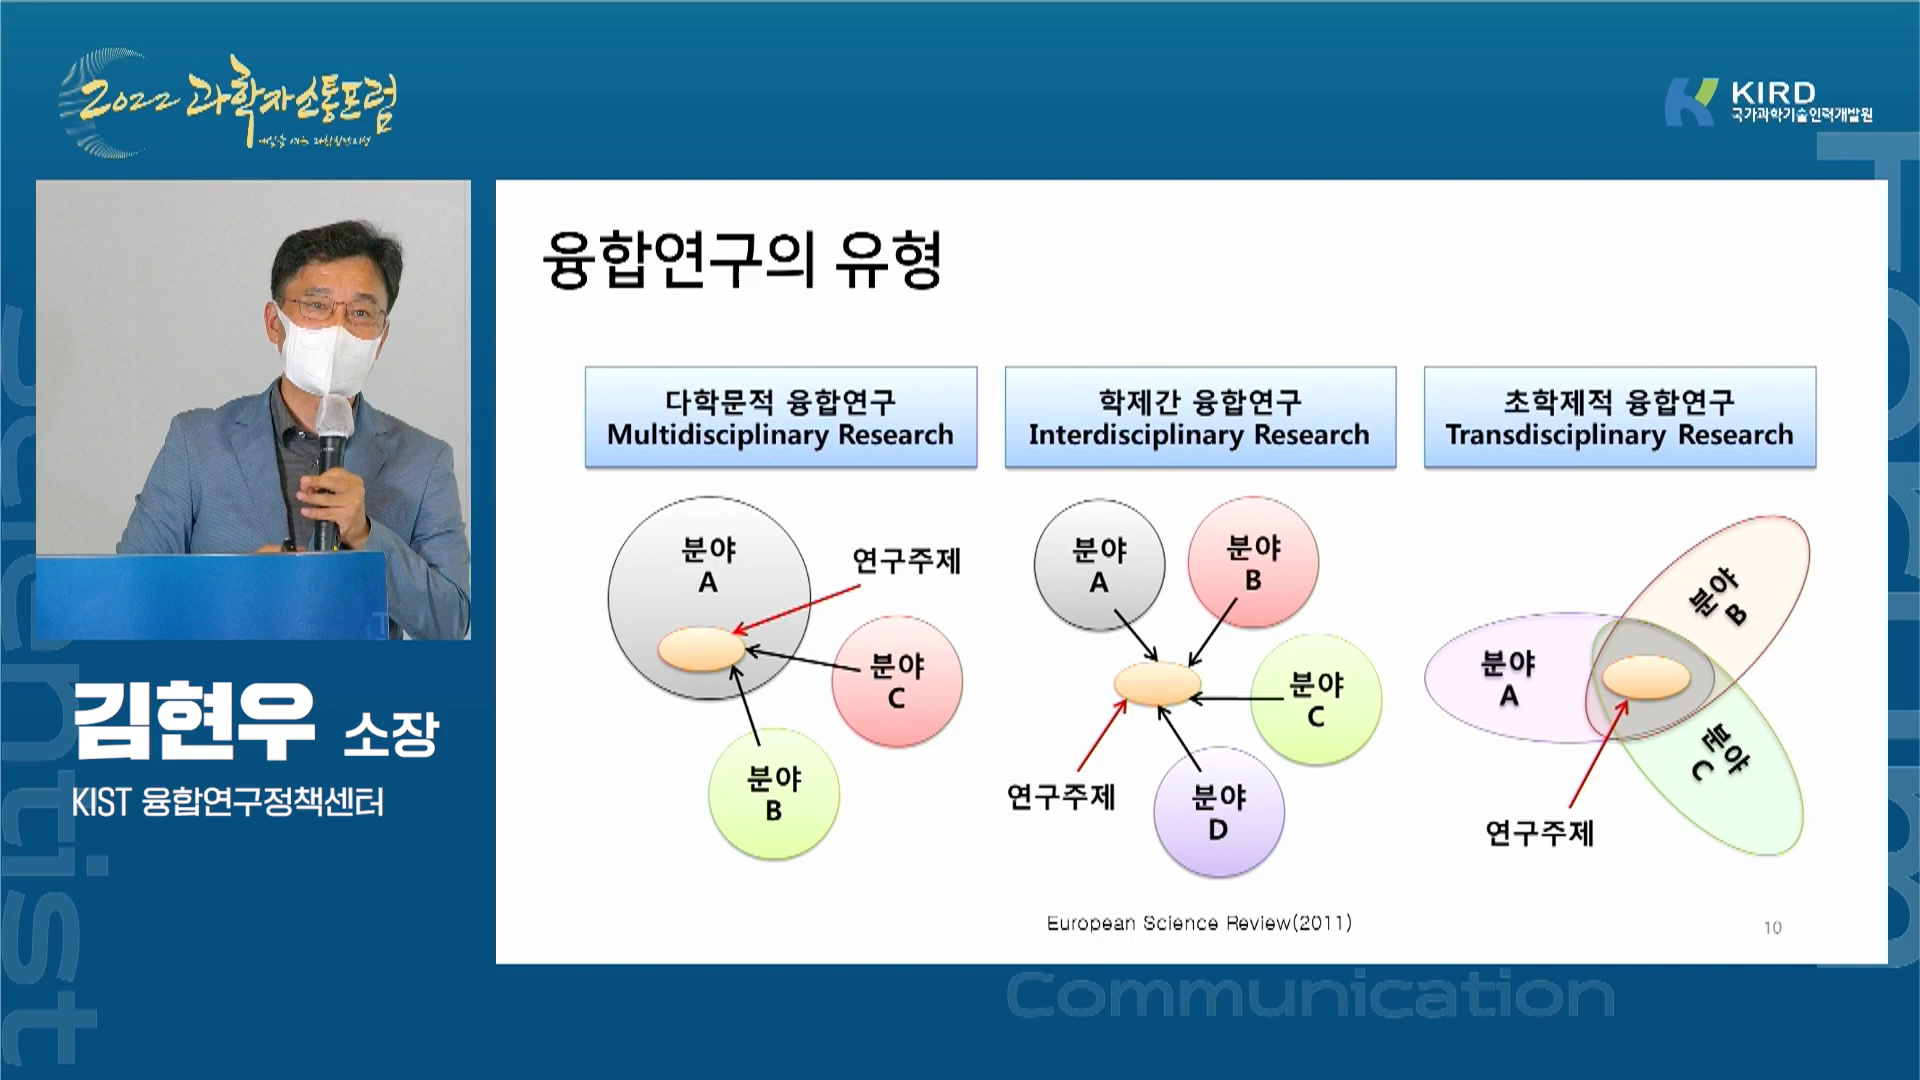 2022 과학자소통포럼
KIRD
국가과학기술인력개발원
융합연구의 유형
다학문적 융합연구
Multidisciplinary Research
학제간 융합연구
Interdisciplinary Research
초학제적 융합연구
Transdisciplinary Research
분야
A
연구주제
분야
C
분야
B
분야
A
분야
B
분야
C
연구주제
분야
D
분야
B
분야
A
분야
C
연구주제
European Science Review(2011)
10
김현우 소장
KIST 융합연구정책센터
Scientist
Communication
Forum